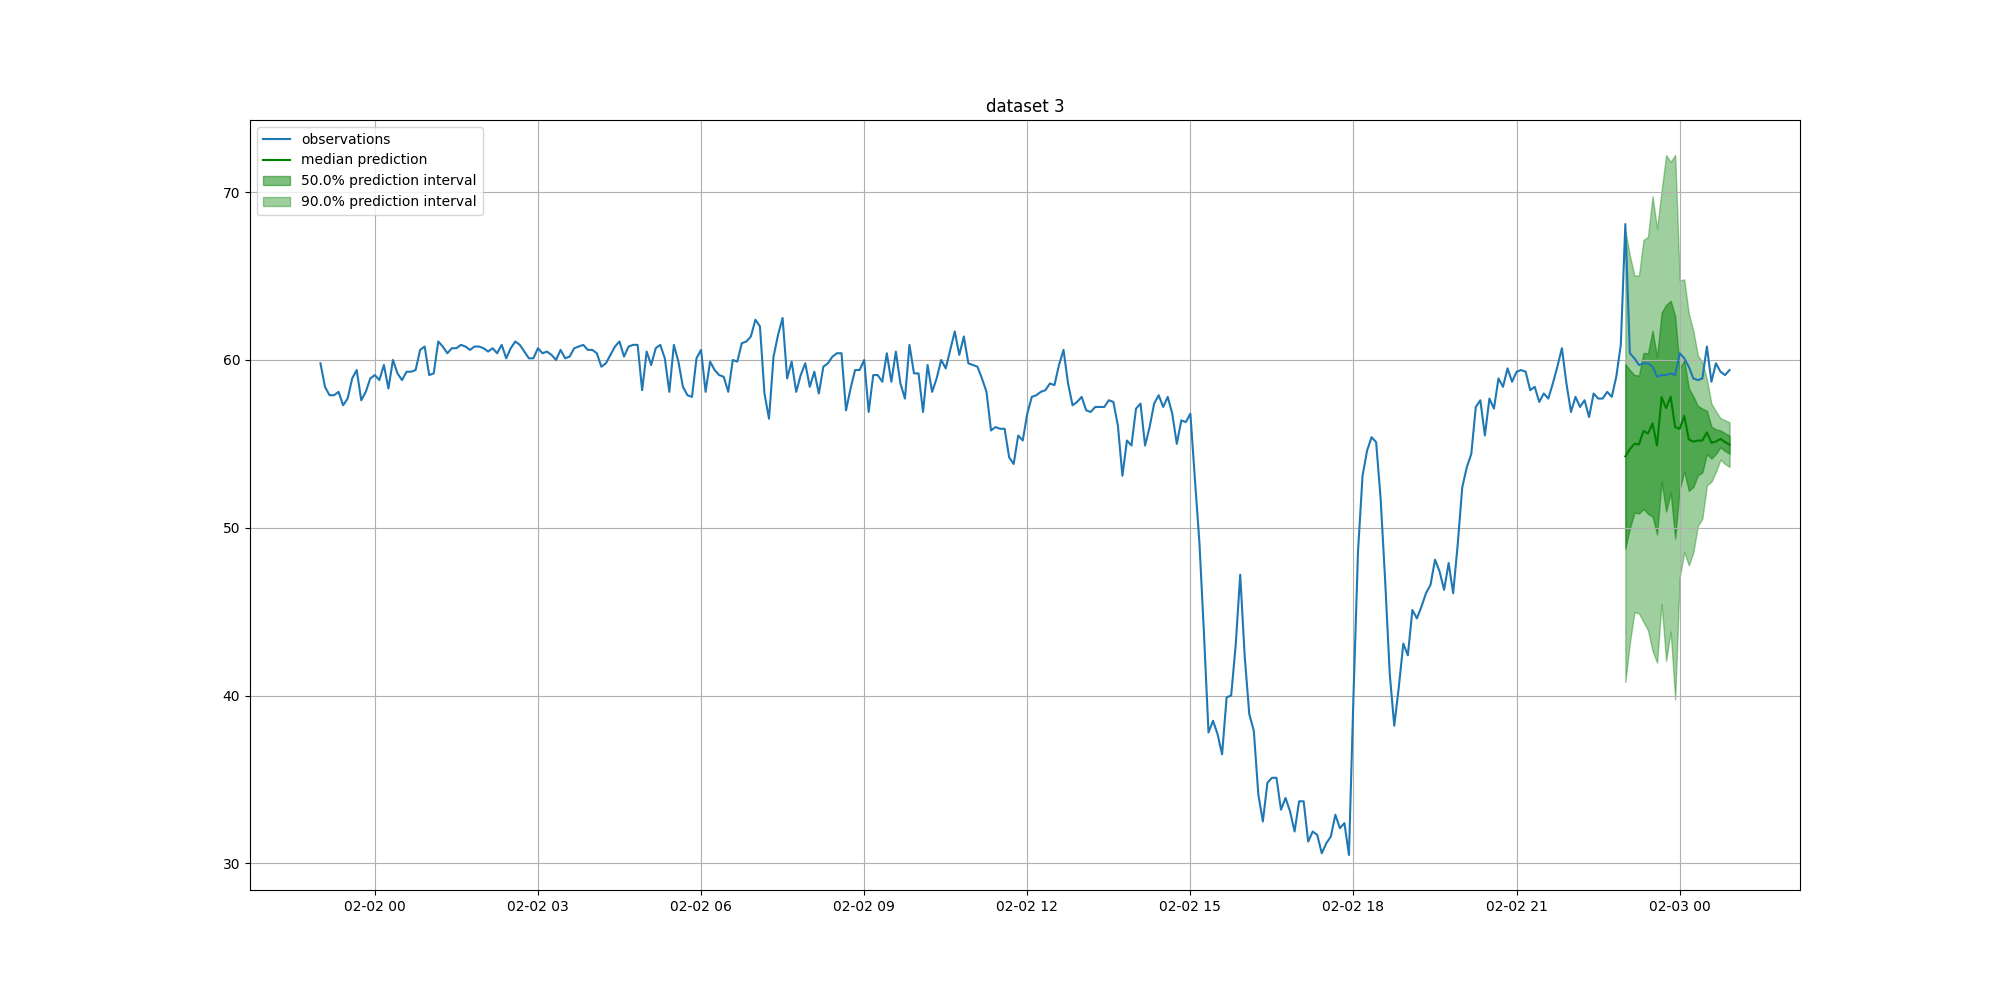 dataset 3
observations
median prediction
50.0% prediction interval
90.0% prediction interval
70
60
50
40
30
02-02 00
02-02 03
02-02 06
02-02 09
02-02 12
02-02 15
02-02 18
02-02 21
02-03 00